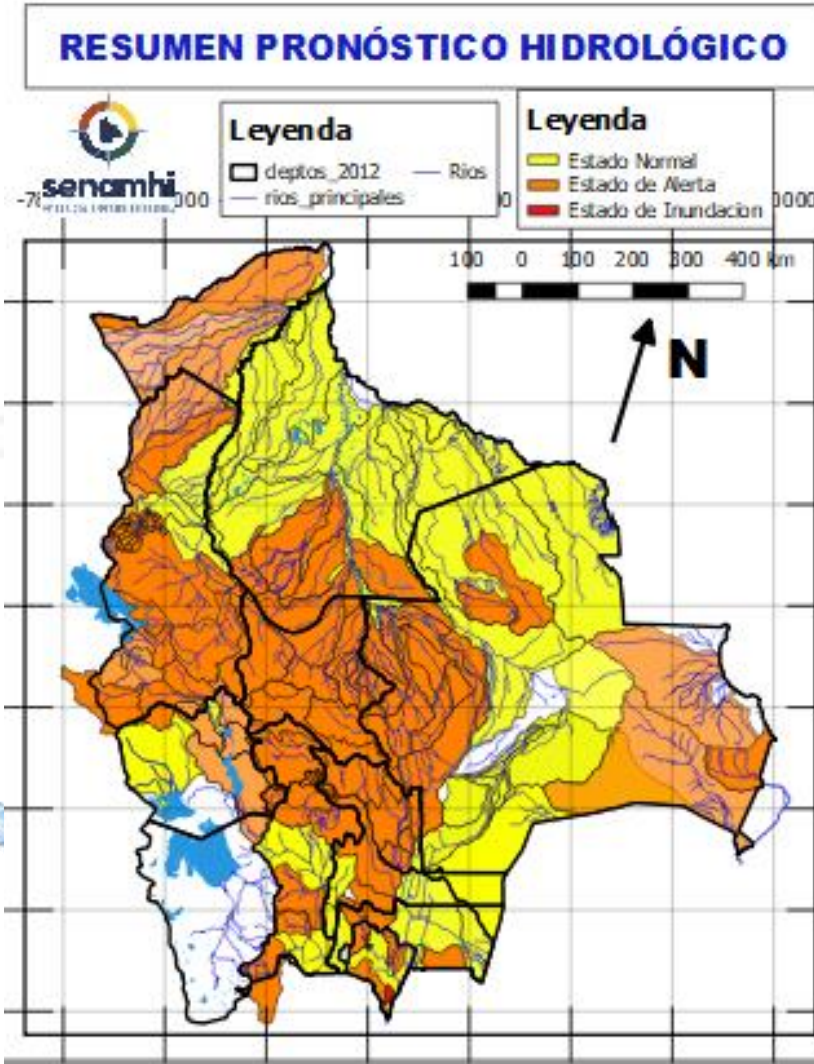 RESUMEN PRONÓSTICO HIDROLÓGICO
senamhi
Leyenda
deptos_2012
Rios
rios_principales
Leyenda
Estado Normal
Estado de Alerta
Estado de Inundacion
100 0 100 200 300 400 km
N